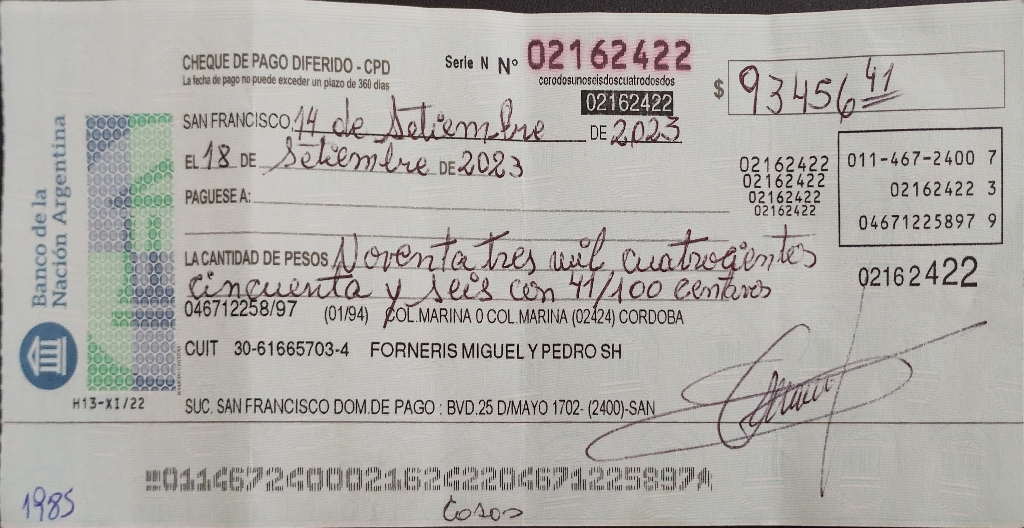 CHEQUE DE PAGO DIFERIDO - CPD
La fecha de pago no puede exceder un plazo de 360 días
Serie N Nº 02162422
cerodosunoseisdoscuatrodosdos
02162422
$ 93456 41
SAN FRANCISCO, 14 de Setiembre DE 2023
EL 18 DE Setiembre DE 2023
PAGUESE A:
02162422
02162422
02162422
02162422
011-467-2400 7
02162422 3
04671225897 9
LA CANTIDAD DE PESOS Noventa tres mil cuatrocientos
cincuenta y seis con 41/100 centavos
02162422
046712258/97 (01/94) COL.MARINA 0 COL.MARINA (02424) CORDOBA
CUIT 30-61665703-4 FORNERIS MIGUEL Y PEDRO SH
SUC. SAN FRANCISCO DOM.DE PAGO : BVD.25 D/MAYO 1702- (2400)-SAN
Banco de la
Nación Argentina
H13-XI/22
01146724000216242204671225897A
1985
Cosos